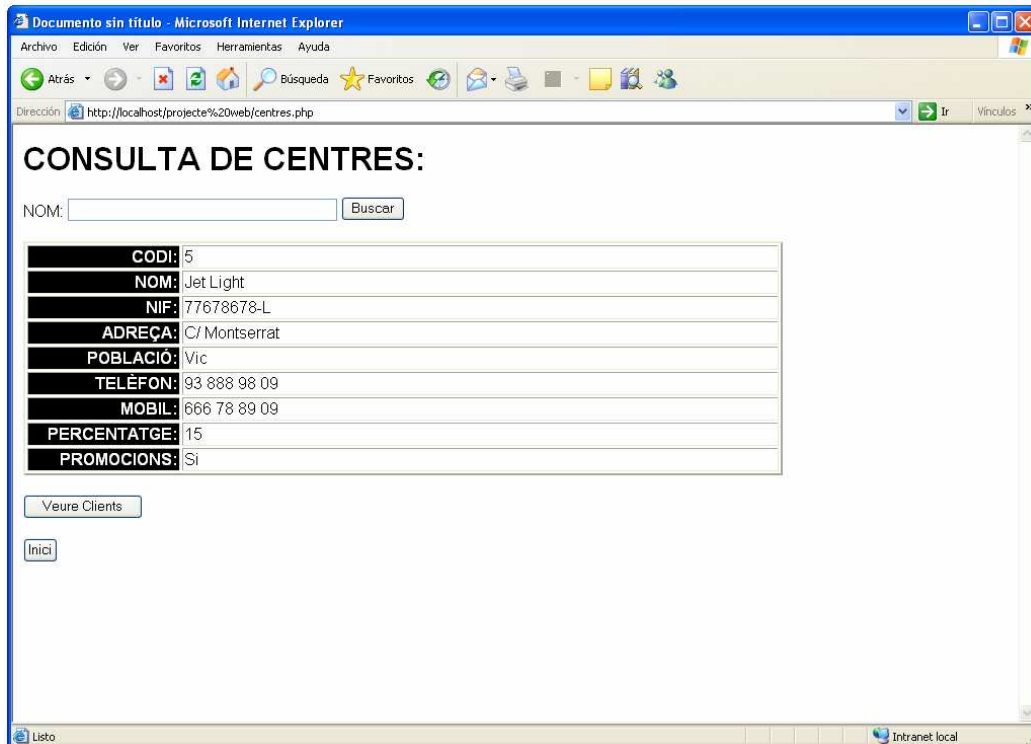 Documento sin título - Microsoft Internet Explorer
Archivo Edición Ver Favoritos Herramientas Ayuda
Atrás Búsqueda Favoritos
Dirección http://localhost/projecte%20web/centres.php Ir Vínculos »
CONSULTA DE CENTRES:
NOM: Buscar
CODI: 5
NOM: Jet Light
NIF: 77678678-L
ADREÇA: C/ Montserrat
POBLACIÓ: Vic
TELÈFON: 93 888 98 09
MOBIL: 666 78 89 09
PERCENTATGE: 15
PROMOCIONS: Si
Veure Clients
Inici
Listo Intranet local